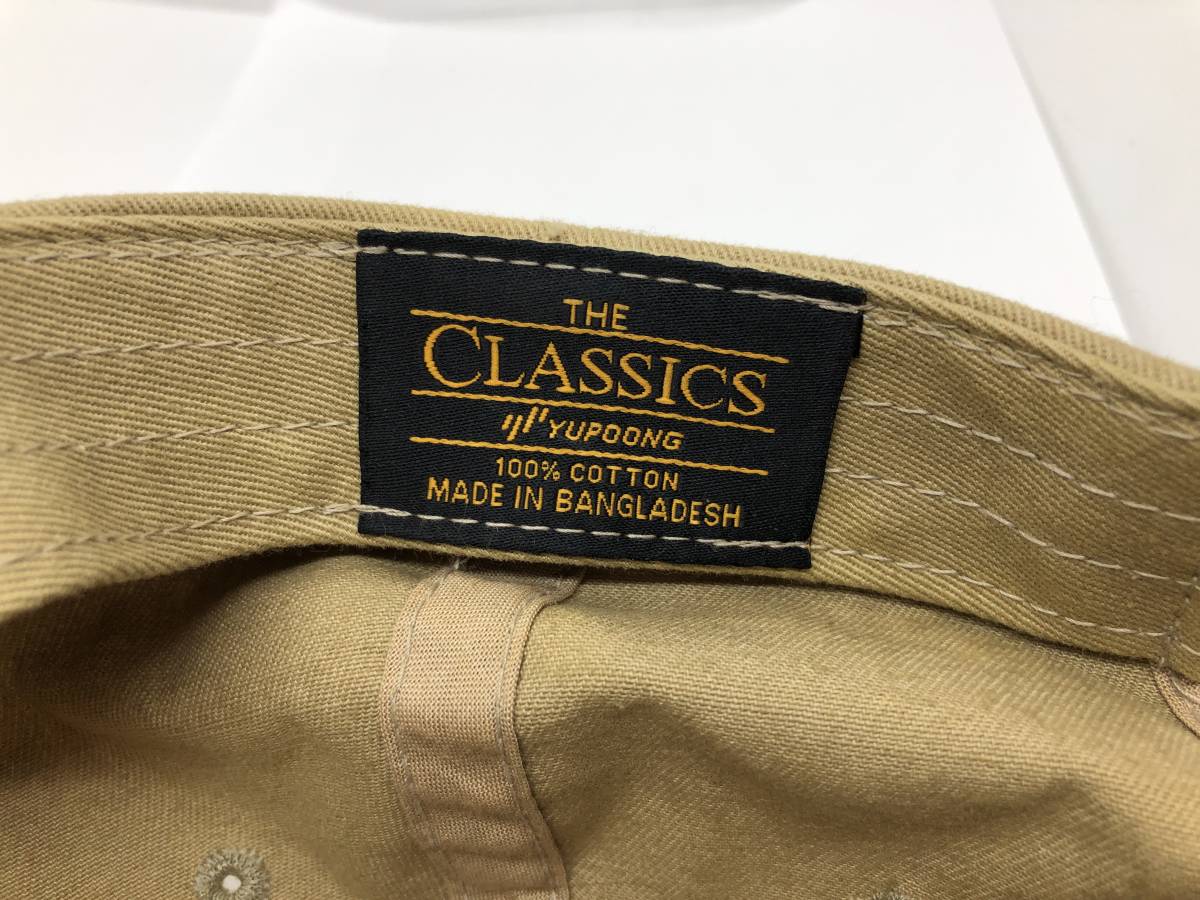 THE
CLASSICS
YUPOONG
100% COTTON
MADE IN BANGLADESH